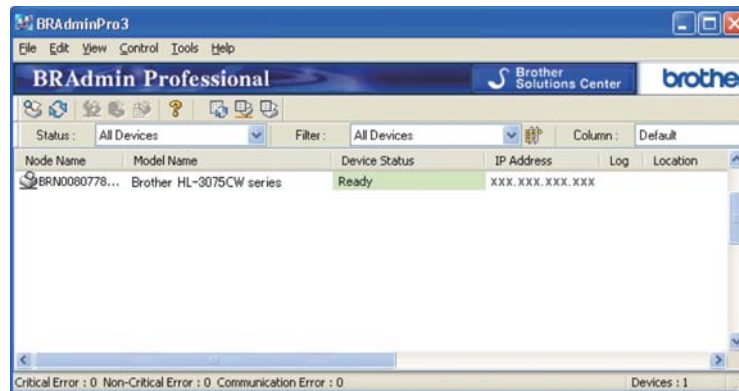 BRAdminPro3
File Edit View Control Tools Help
BRAdmin Professional Brother Solutions Center brothe
Status : All Devices Filter : All Devices Column : Default
Node Name Model Name Device Status IP Address Log Location
BRN0080778... Brother HL-3075CW series Ready XXX.XXX.XXX.XXX
Critical Error : 0 Non-Critical Error : 0 Communication Error : 0 Devices : 1